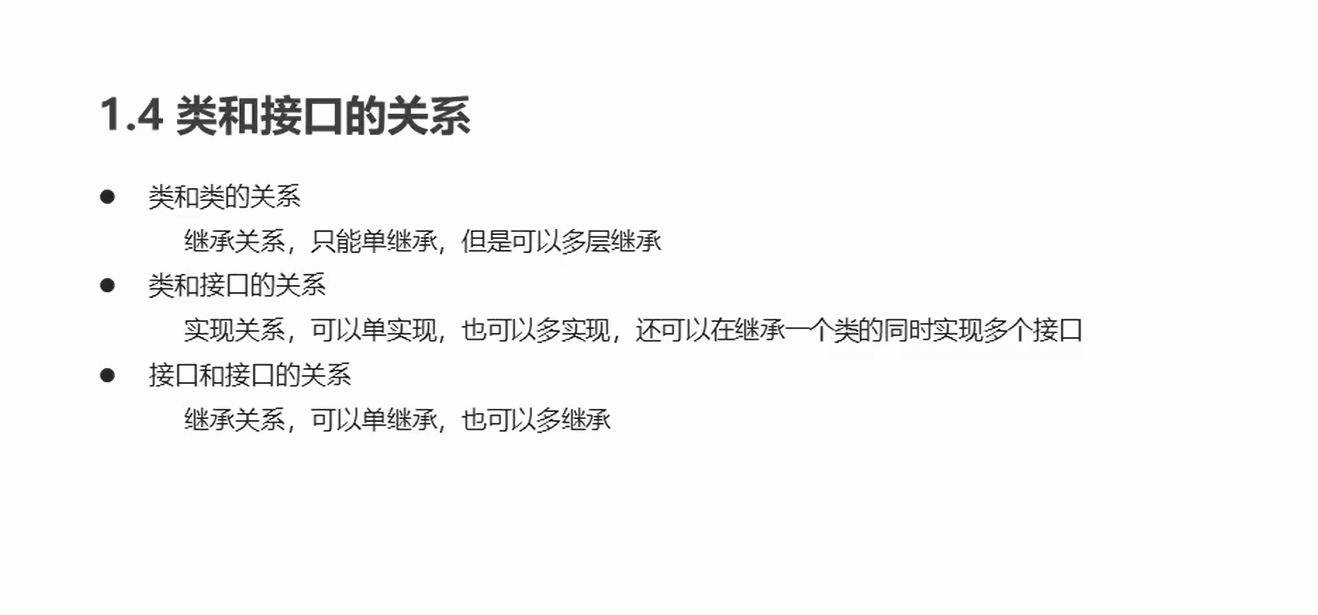 1.4 类和接口的关系
● 类和类的关系
继承关系，只能单继承，但是可以多层继承
● 类和接口的关系
实现关系，可以单实现，也可以多实现，还可以在继承一个类的同时实现多个接口
● 接口和接口的关系
继承关系，可以单继承，也可以多继承